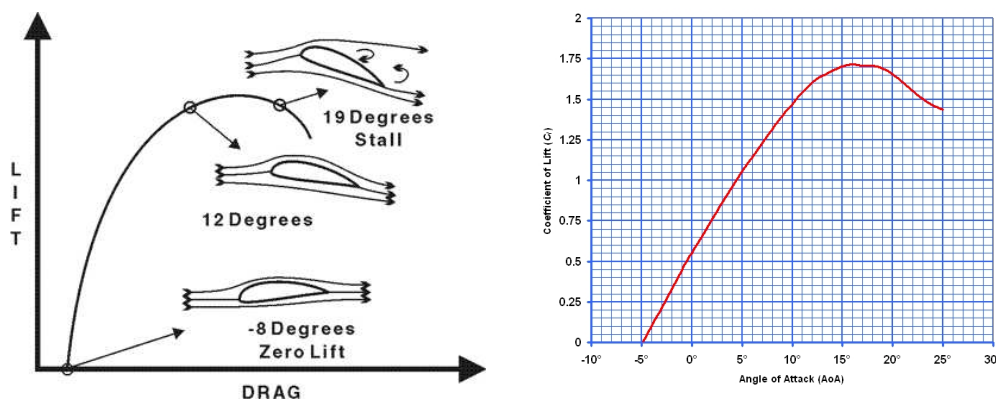 19 Degrees
Stall
12 Degrees
-8 Degrees
Zero Lift
L
I
F
T
DRAG
2
1.75
1.5
1.25
1
0.75
0.5
0.25
0
Coefficient of Lift (Cₗ)
-10°
-5°
0°
5°
10°
15°
20°
25°
30
Angle of Attack (AoA)